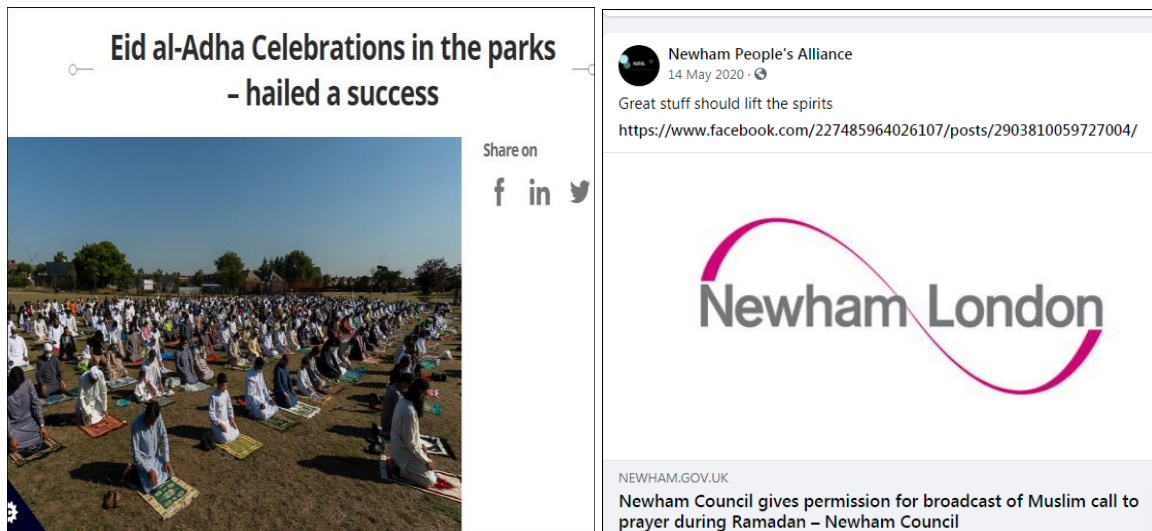 Eid al-Adha Celebrations in the parks
– hailed a success
Share on
Newham People's Alliance
14 May 2020 ·
Great stuff should lift the spirits
https://www.facebook.com/227485964026107/posts/2903810059727004/
Newham London
NEWHAM.GOV.UK
Newham Council gives permission for broadcast of Muslim call to
prayer during Ramadan – Newham Council